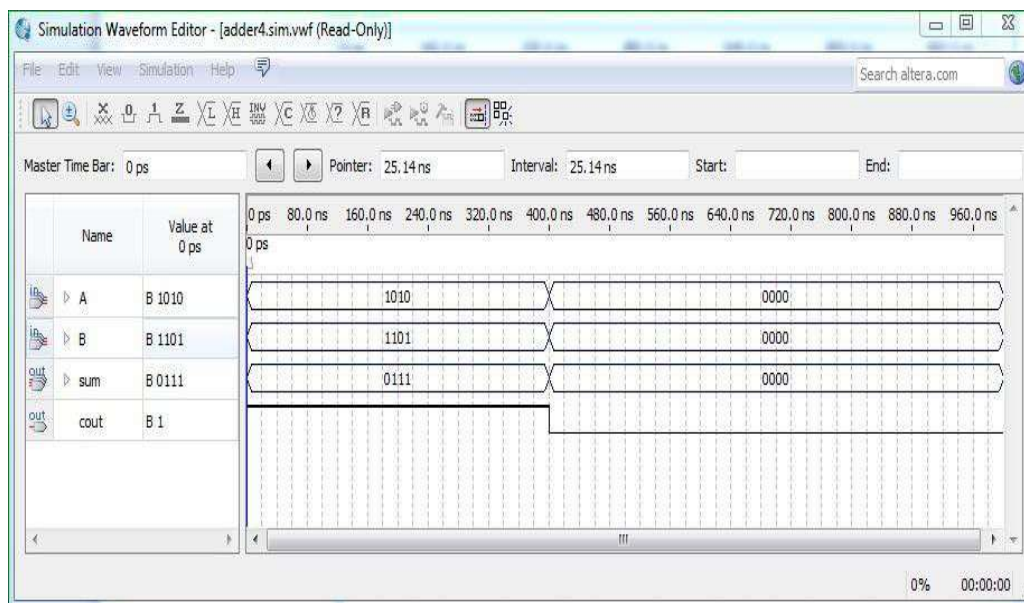 Simulation Waveform Editor - [adder4.sim.vwf (Read-Only)]
File Edit View Simulation Help
Search altera.com
Master Time Bar: 0 ps Pointer: 25.14 ns Interval: 25.14 ns Start: End:
Name Value at 0 ps
0 ps 80.0 ns 160.0 ns 240.0 ns 320.0 ns 400.0 ns 480.0 ns 560.0 ns 640.0 ns 720.0 ns 800.0 ns 880.0 ns 960.0 ns
0 ps
in A B 1010 1010 0000
in B B 1101 1101 0000
out sum B 0111 0111 0000
out cout B 1
0% 00:00:00